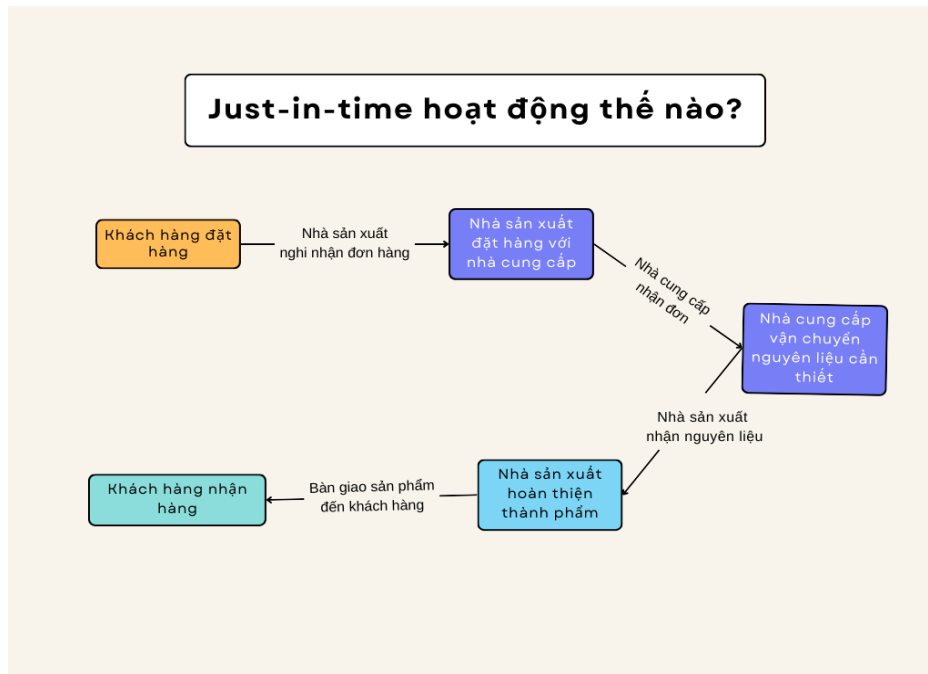 Just-in-time hoạt động thế nào?
Khách hàng đặt
hàng
Nhà sản xuất
nghi nhận đơn hàng
Nhà sản xuất
đặt hàng với
nhà cung cấp
Nhà cung cấp
nhận đơn
Nhà cung cấp
vận chuyển
nguyên liệu cần
thiết
Nhà sản xuất
nhận nguyên liệu
Nhà sản xuất
hoàn thiện
thành phẩm
Bàn giao sản phẩm
đến khách hàng
Khách hàng nhận
hàng